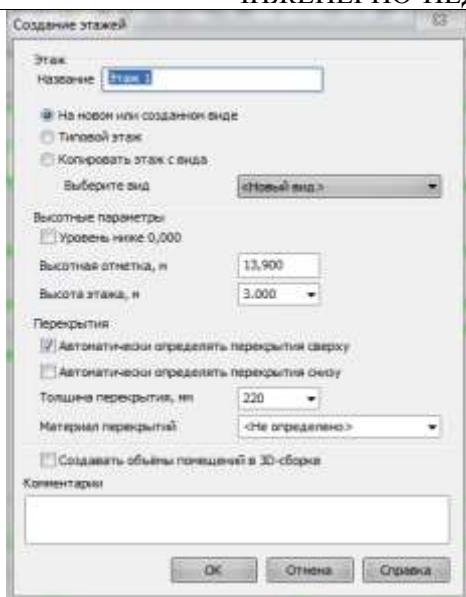 Создание этажей
Этаж
Название Этаж 1
На новом или созданном виде
Типовой этаж
Копировать этаж с вида
Выберите вид <Новый вид>
Высотные параметры
Уровень ниже 0,000
Высотная отметка, м 13,900
Высота этажа, м 3.000
Перекрытия
Автоматически определять перекрытия сверху
Автоматически определять перекрытия снизу
Толщина перекрытия, мм 220
Материал перекрытий <Не определено>
Создавать объёмы помещений в 3D-сборке
Комментарии
ОК Отмена Справка